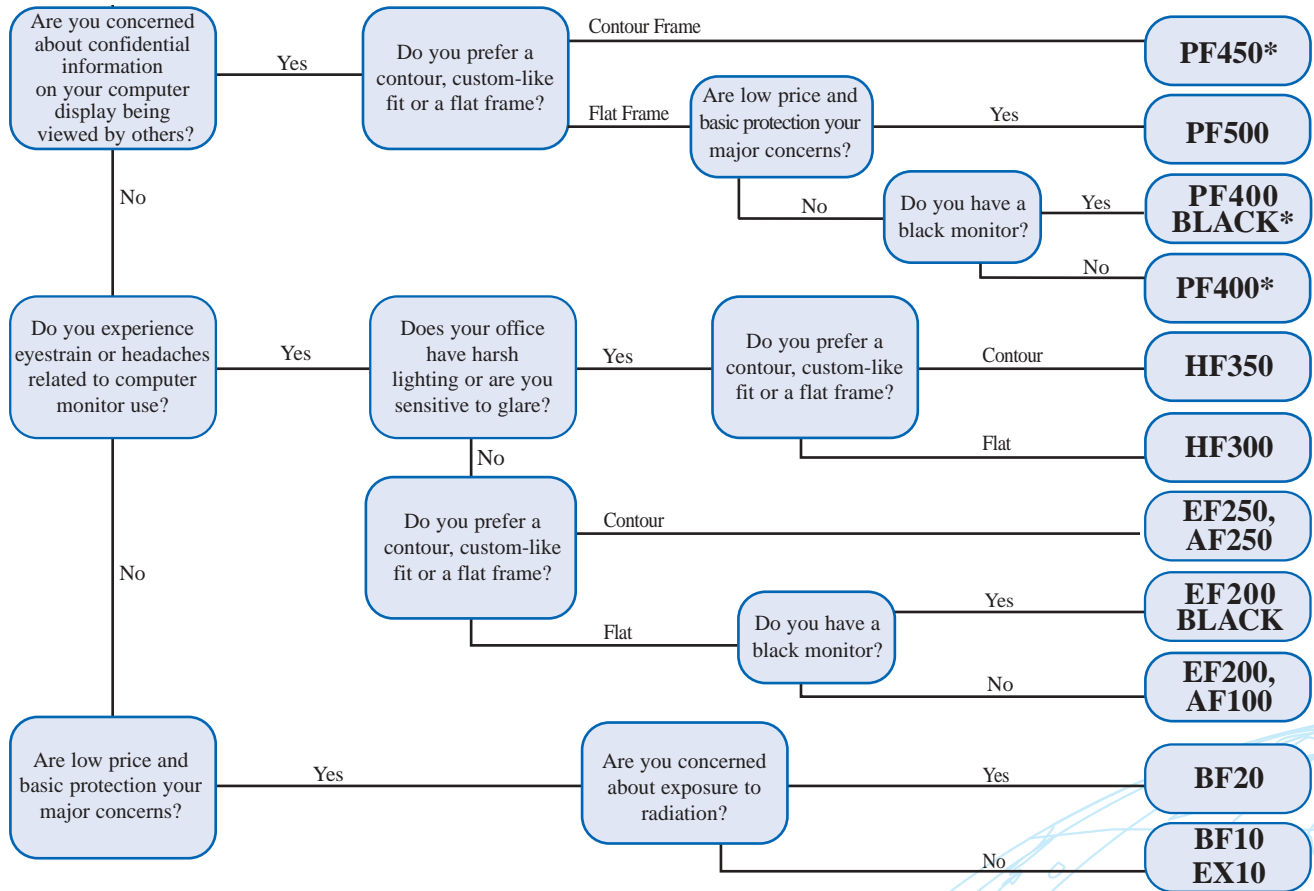 Are you concerned
about confidential
information
on your computer
display being
viewed by others?
Yes
Do you prefer a
contour, custom-like
fit or a flat frame?
Contour Frame
PF450*
Flat Frame
Are low price and
basic protection your
major concerns?
Yes
PF500
No
Do you have a
black monitor?
Yes
PF400
BLACK*
No
PF400*
No
Do you experience
eyestrain or headaches
related to computer
monitor use?
Yes
Does your office
have harsh
lighting or are you
sensitive to glare?
Yes
Do you prefer a
contour, custom-like
fit or a flat frame?
Contour
HF350
Flat
HF300
No
Do you prefer a
contour, custom-like
fit or a flat frame?
Contour
EF250,
AF250
Flat
Do you have a
black monitor?
Yes
EF200
BLACK
No
EF200,
AF100
No
Are low price and
basic protection your
major concerns?
Yes
Are you concerned
about exposure to
radiation?
Yes
BF20
No
BF10
EX10